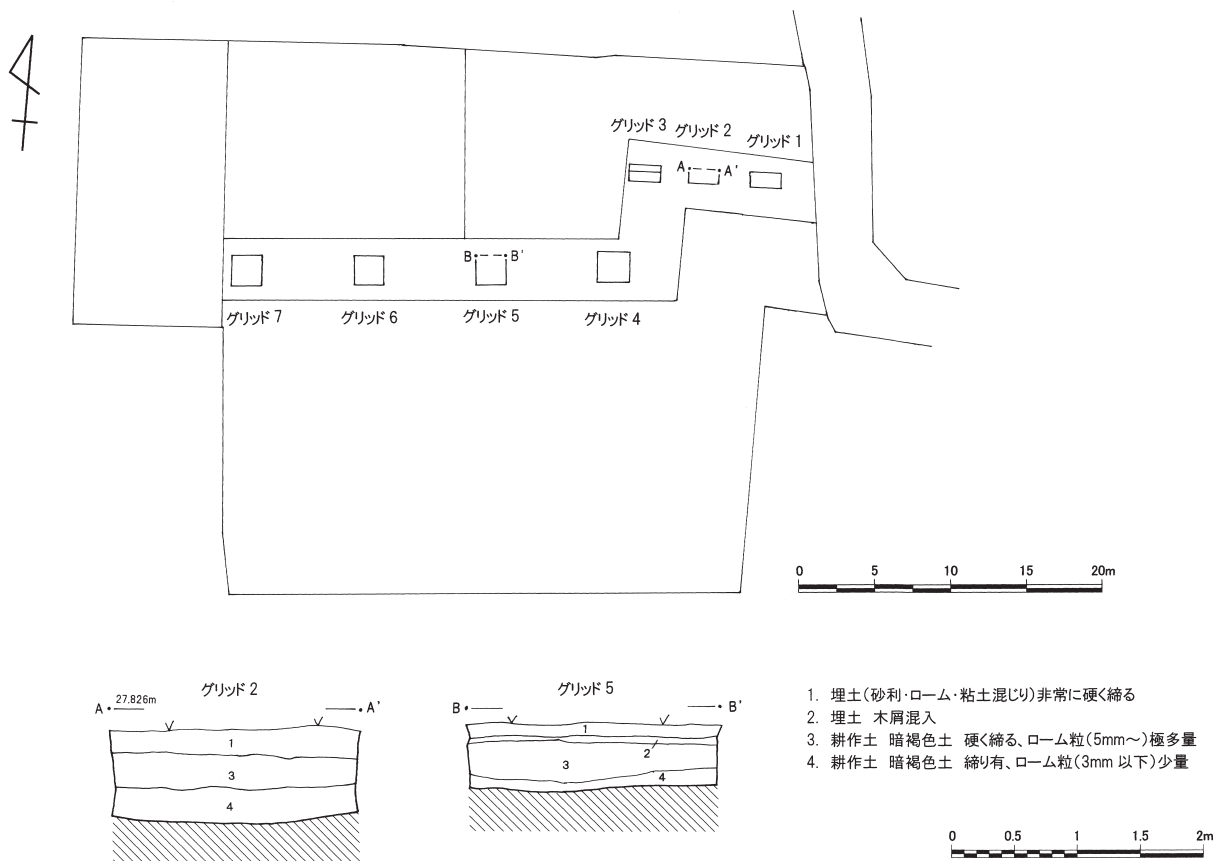 グリッド 3
グリッド 2
グリッド 1
A
A'
B
B'
グリッド 7
グリッド 6
グリッド 5
グリッド 4
0 5 10 15 20m
グリッド 2
A
27.826m
A'
1
3
4
グリッド 5
B
B'
1
2
3
4
1. 埋土(砂利・ローム・粘土混じり)非常に硬く締る
2. 埋土 木屑混入
3. 耕作土 暗褐色土 硬く締る、ローム粒(5mm~)極多量
4. 耕作土 暗褐色土 締り有、ローム粒(3mm 以下)少量
0 0.5 1 1.5 2m